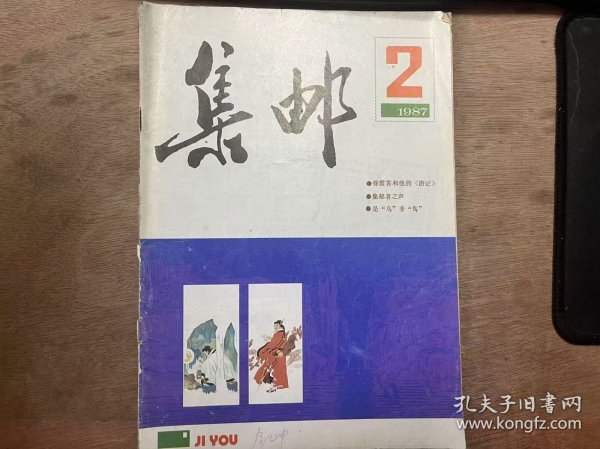 集邮
2
1987
●徐霞客和他的《游记》
●集邮者之声
●是“乌”非“鸟”
JI YOU
孔夫子旧书网
www.kongfz.com